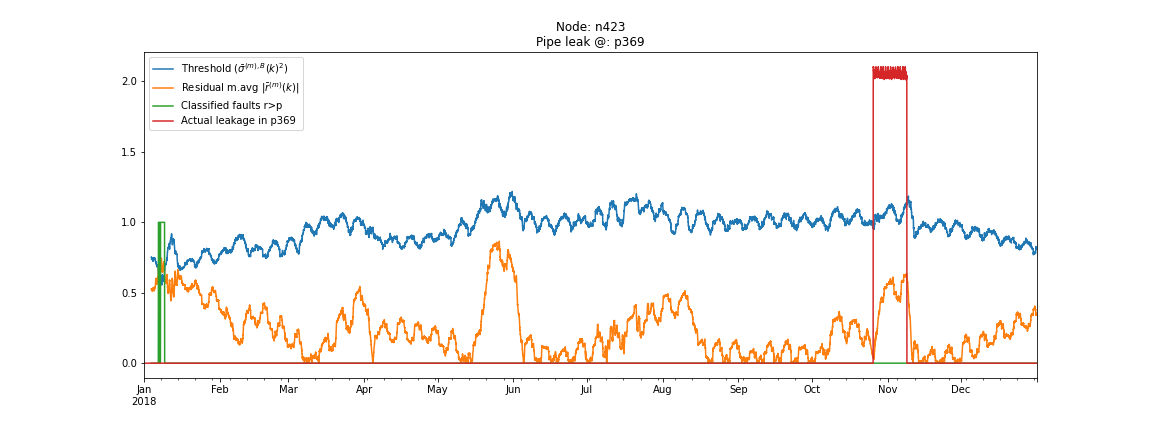 Node: n423
Pipe leak @: p369
Threshold (σ̄^(m),B(k)²)
Residual m.avg |r̄^(m)(k)|
Classified faults r>p
Actual leakage in p369
2.0
1.5
1.0
0.5
0.0
Jan Feb Mar Apr May Jun Jul Aug Sep Oct Nov Dec
2018